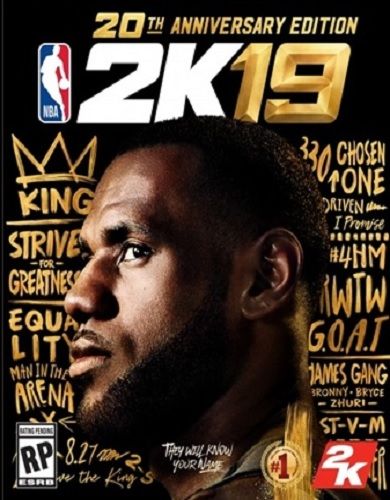 20TH ANNIVERSARY EDITION
NBA
2K19
KING
STRIVE
FOR
GREATNESS
EQUA
LITY
MAN IN THE
ARENA
8.27
the King's
330
CHOSEN
1 ONE
DRIVEN
I Promise
#4HM
RWTW
G.O.A.T
JAMES GANG
BRONNY · BRYCE
ZHURI
ST-V-M
THEY WILL KNOW
YOUR NAME
RATING PENDING
RP
ESRB
#1
2K